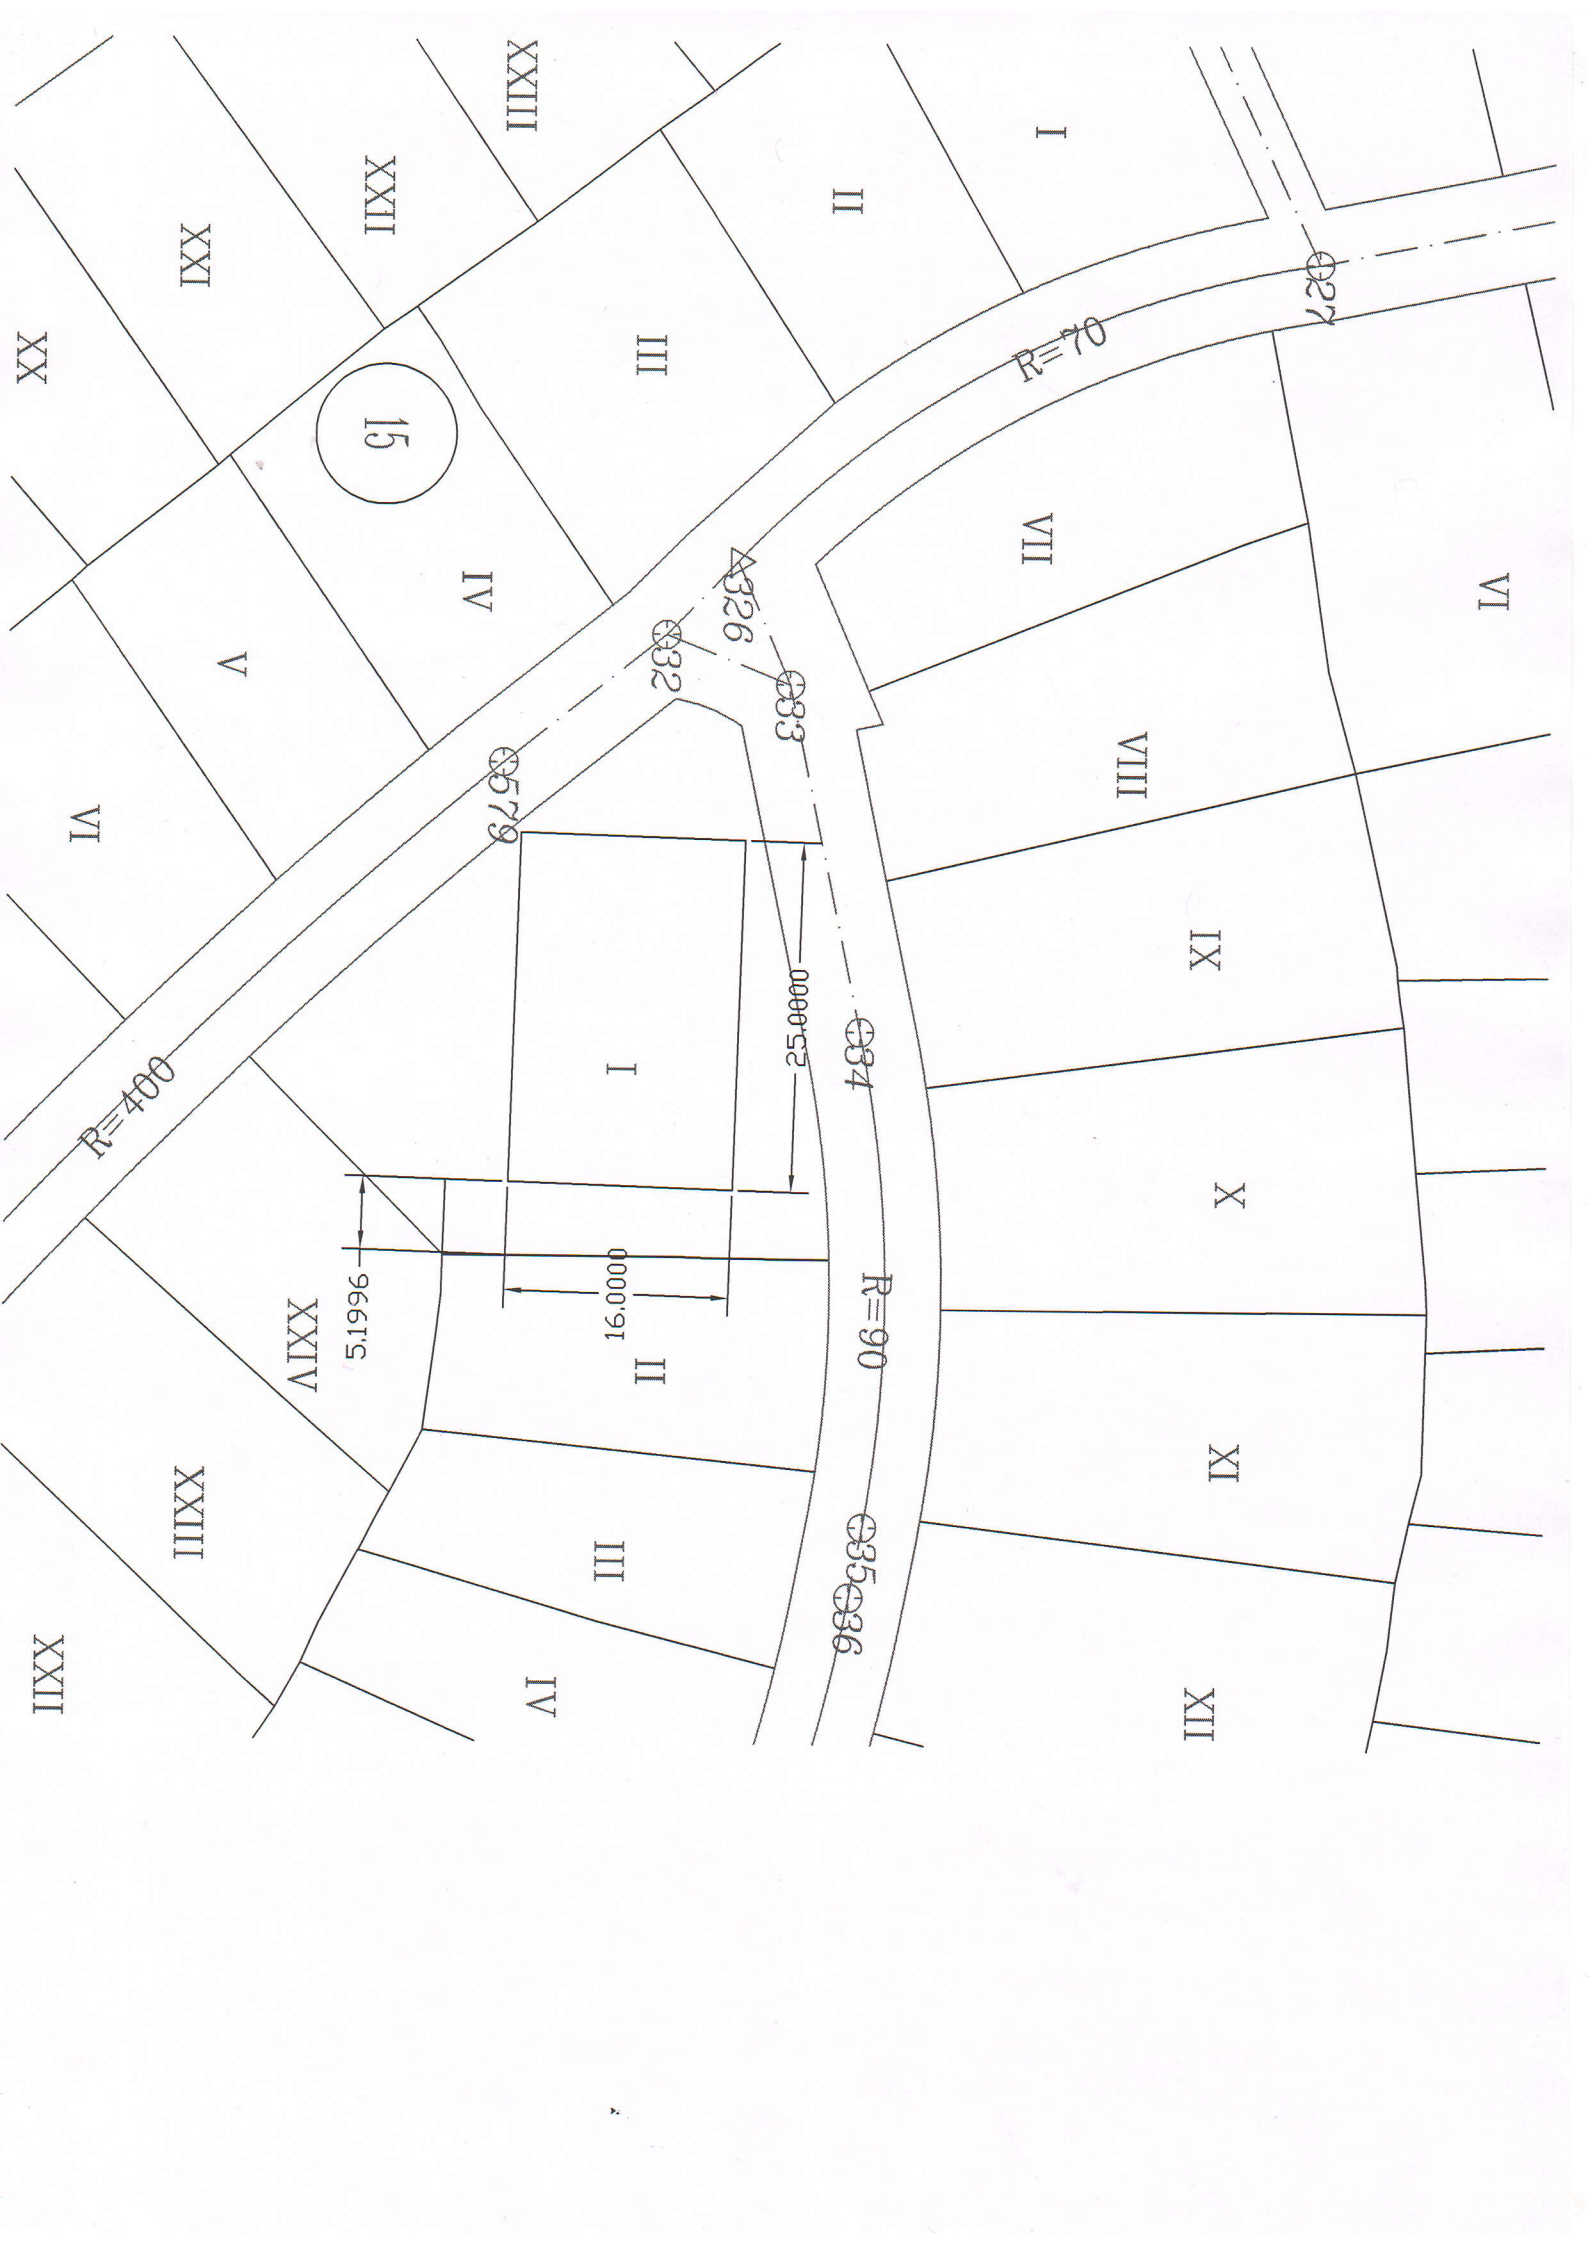 XXIII
I
XXII
II
XXI
27
R=70
XX
III
15
VII
IV
VI
326
V
32
33
VIII
579
VI
IX
25.0000
34
I
R=400
X
5.1996
16.0000
R=90
XXIV
II
XI
XXIII
35
III
36
XXII
IV
XII